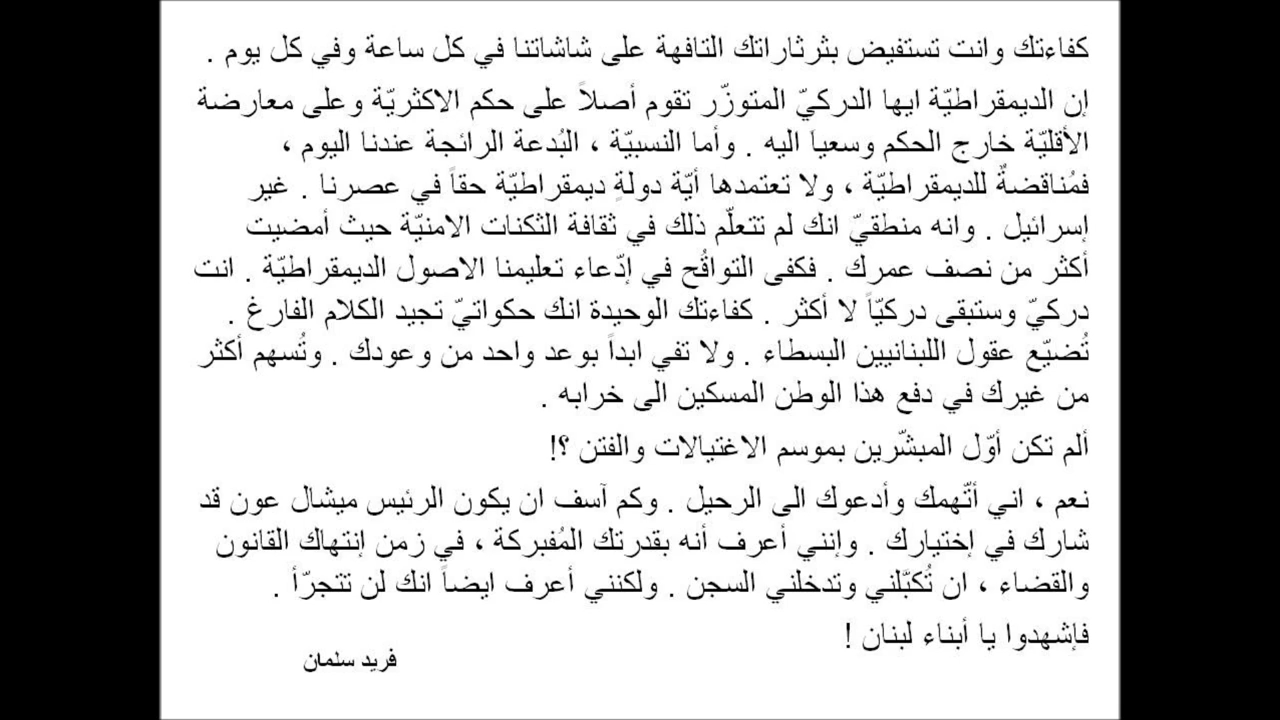 كفاءتك وانت تستفيض بثرثاراتك التافهة على شاشاتنا في كل ساعة وفي كل يوم .
إن الديمقراطيّة ايها الدركيّ المتوزّر تقوم أصلاً على حكم الاكثريّة وعلى معارضة
الأقليّة خارج الحكم وسعياً اليه . وأما النسبيّة ، البُدعة الرائجة عندنا اليوم ،
فمُناقضةٌ للديمقراطيّة ، ولا تعتمدها أيّة دولةٍ ديمقراطيّة حقاً في عصرنا . غير
إسرائيل . وانه منطقيّ انك لم تتعلّم ذلك في ثقافة الثكنات الامنيّة حيث أمضيت
أكثر من نصف عمرك . فكفى التواقُح في إدّعاء تعليمنا الاصول الديمقراطيّة . انت
دركيّ وستبقى دركيّاً لا أكثر . كفاءتك الوحيدة انك حكواتيّ تجيد الكلام الفارغ .
تُضيّع عقول اللبنانيين البسطاء . ولا تفي ابداً بوعد واحد من وعودك . وتُسهم أكثر
من غيرك في دفع هذا الوطن المسكين الى خرابه .
ألم تكن أوّل المبشّرين بموسم الاغتيالات والفتن ؟!
نعم ، اني أتّهمك وأدعوك الى الرحيل . وكم آسف ان يكون الرئيس ميشال عون قد
شارك في إختيارك . وإنني أعرف أنه بقدرتك المُفبركة ، في زمن إنتهاك القانون
والقضاء ، ان تُكبَّلني وتدخلني السجن . ولكنني أعرف ايضاً انك لن تتجرّأ .
فإشهدوا يا أبناء لبنان !
فريد سلمان